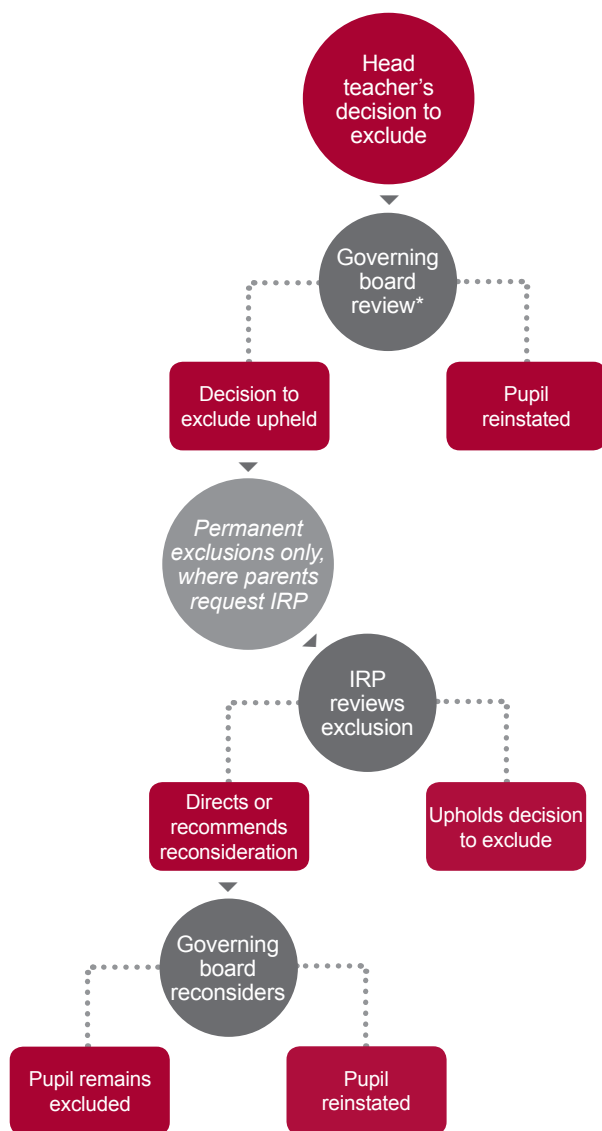 Head
teacher’s
decision to
exclude
Governing
board
review*
Decision to
exclude upheld
Pupil
reinstated
Permanent
exclusions only,
where parents
request IRP
IRP
reviews
exclusion
Directs or
recommends
reconsideration
Upholds decision
to exclude
Governing
board
reconsiders
Pupil remains
excluded
Pupil
reinstated